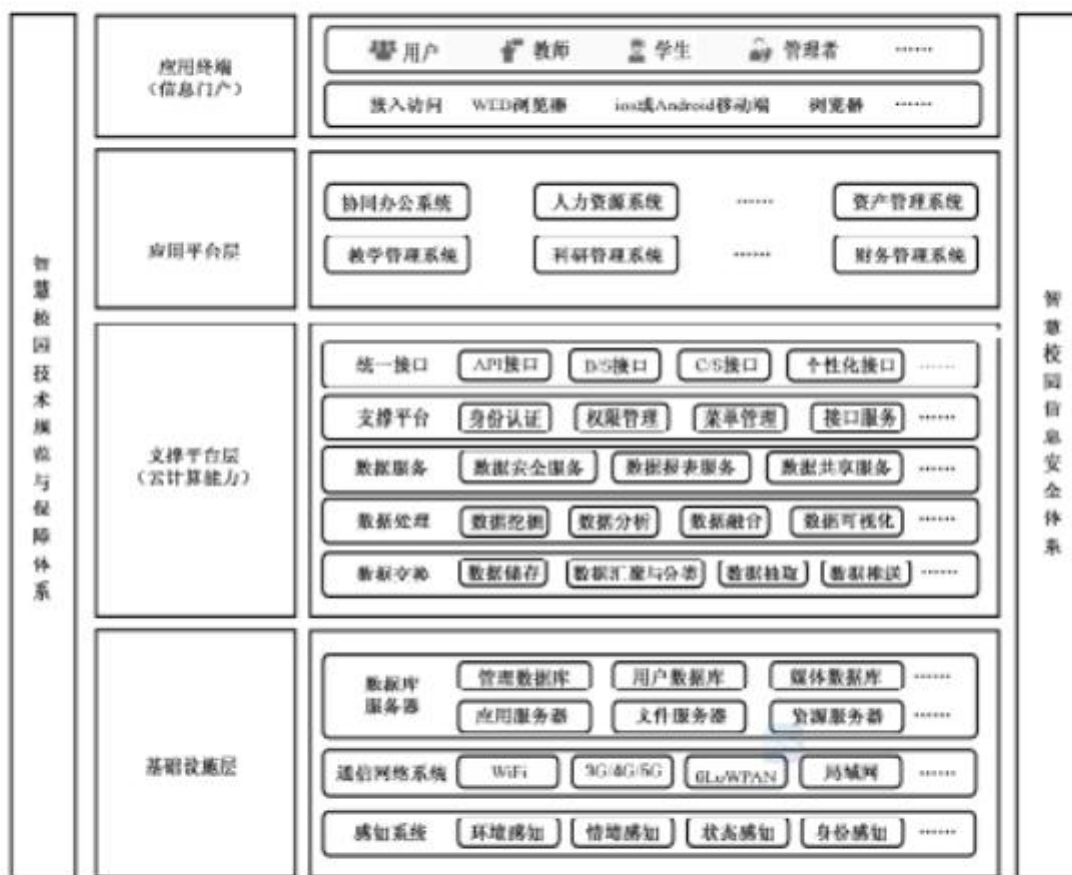 智慧校园技术规范与保障体系
应用终端
（信息门户）
用户 教师 学生 管理者 ……
接入访问 WEB浏览器 ios或Android移动端 浏览器 ……
应用平台层
协同办公系统 人力资源系统 …… 资产管理系统
教学管理系统 科研管理系统 …… 财务管理系统
支撑平台层
（云计算能力）
统一接口 API接口 B/S接口 C/S接口 个性化接口 ……
支撑平台 身份认证 权限管理 菜单管理 接口服务 ……
数据服务 数据安全服务 数据报表服务 数据共享服务 ……
数据处理 数据挖掘 数据分析 数据融合 数据可视化 ……
数据交换 数据储存 数据汇聚与分类 数据抽取 数据推送 ……
基础设施层
数据库
服务器
管理数据库 用户数据库 媒体数据库 ……
应用服务器 文件服务器 资源服务器 ……
通信网络系统 WiFi 3G/4G/5G 6LoWPAN 局域网 ……
感知系统 环境感知 情境感知 状态感知 身份感知 ……
智慧校园信息安全体系